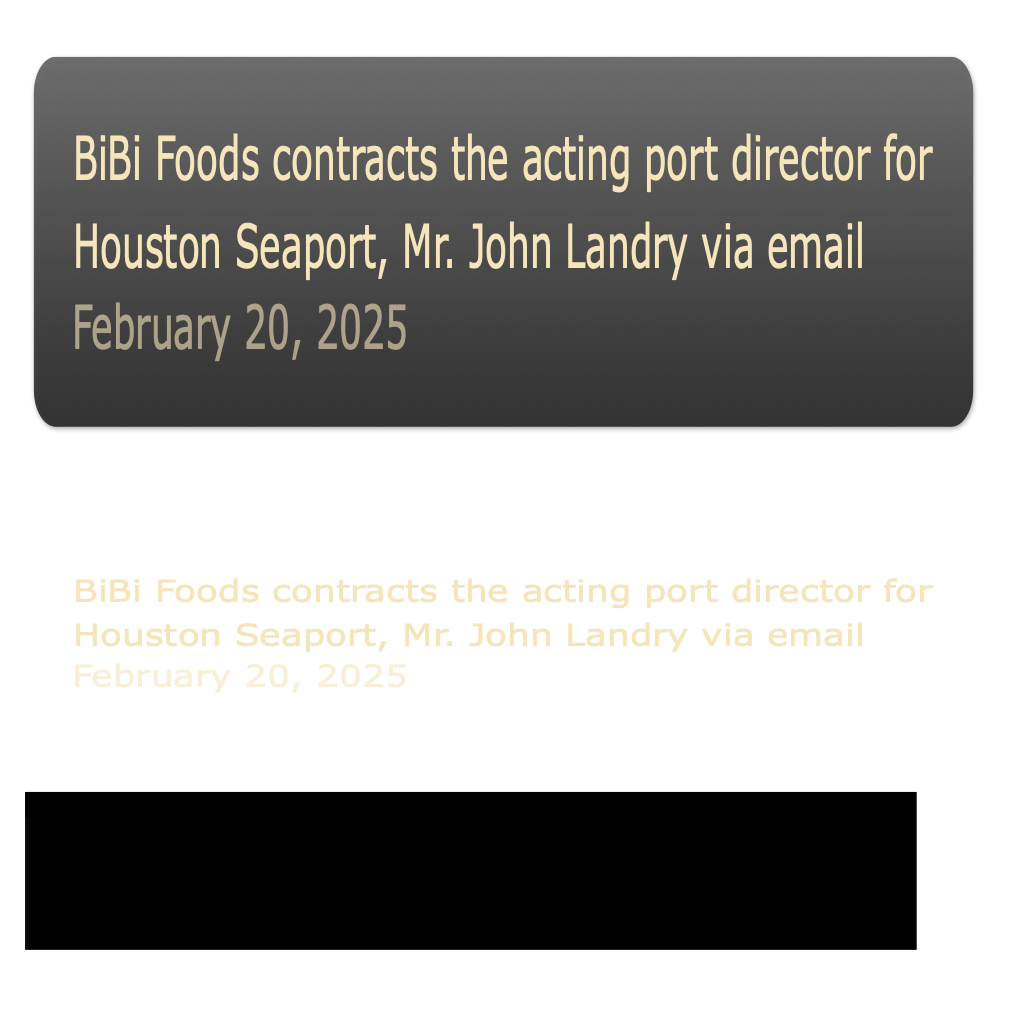 BiBi Foods contracts the acting port director for
Houston Seaport, Mr. John Landry via email
February 20, 2025
BiBi Foods contracts the acting port director for
Houston Seaport, Mr. John Landry via email
February 20, 2025